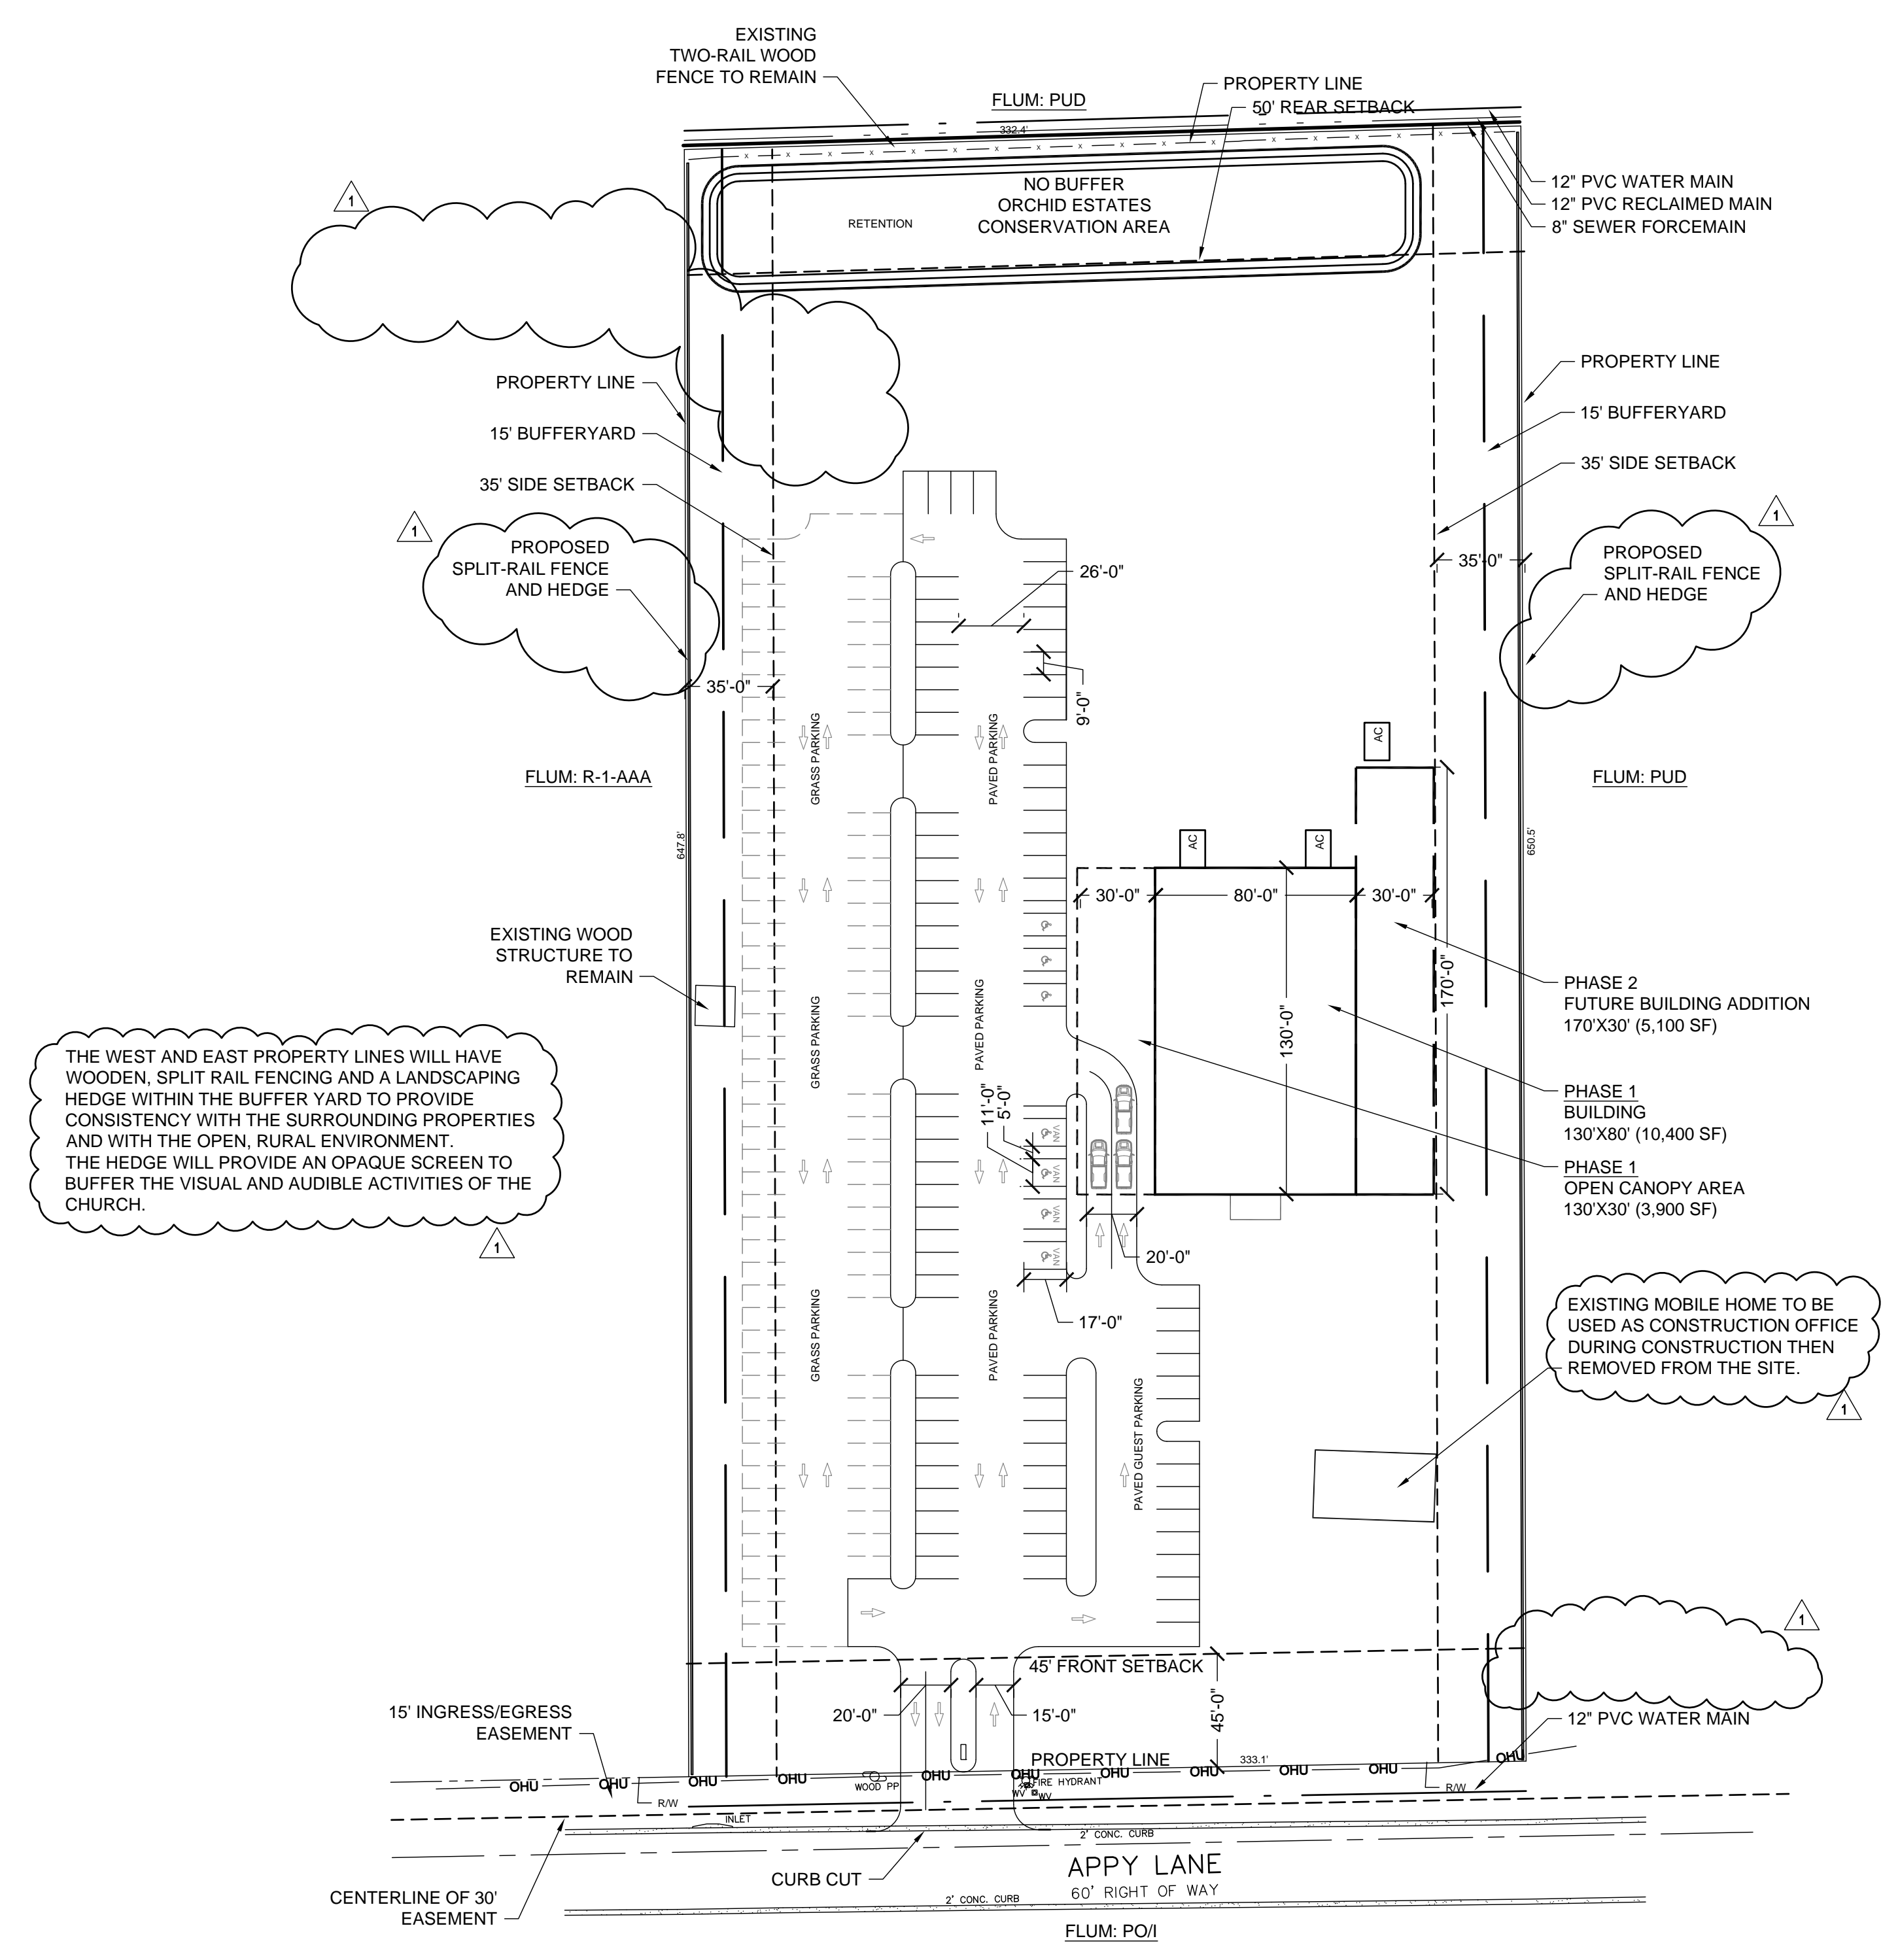 EXISTING
TWO-RAIL WOOD
FENCE TO REMAIN
PROPERTY LINE
FLUM: PUD
50' REAR SETBACK
332.4'
x x x x x x x x x x x x x x x x x
12" PVC WATER MAIN
12" PVC RECLAIMED MAIN
8" SEWER FORCEMAIN
NO BUFFER
ORCHID ESTATES
CONSERVATION AREA
RETENTION
1
PROPERTY LINE
15' BUFFERYARD
35' SIDE SETBACK
PROPERTY LINE
15' BUFFERYARD
35' SIDE SETBACK
1
PROPOSED
SPLIT-RAIL FENCE
AND HEDGE
1
PROPOSED
SPLIT-RAIL FENCE
AND HEDGE
35'-0"
26'-0"
35'-0"
9'-0"
GRASS PARKING
PAVED PARKING
AC
FLUM: R-1-AAA
FLUM: PUD
647.8'
650.5'
AC
AC
30'-0"
80'-0"
30'-0"
EXISTING WOOD
STRUCTURE TO
REMAIN
170'-0"
130'-0"
PHASE 2
FUTURE BUILDING ADDITION
170'X30' (5,100 SF)
GRASS PARKING
PAVED PARKING
THE WEST AND EAST PROPERTY LINES WILL HAVE
WOODEN, SPLIT RAIL FENCING AND A LANDSCAPING
HEDGE WITHIN THE BUFFER YARD TO PROVIDE
CONSISTENCY WITH THE SURROUNDING PROPERTIES
AND WITH THE OPEN, RURAL ENVIRONMENT.
THE HEDGE WILL PROVIDE AN OPAQUE SCREEN TO
BUFFER THE VISUAL AND AUDIBLE ACTIVITIES OF THE
CHURCH.
1
11'-0"
5'-0"
PHASE 1
BUILDING
130'X80' (10,400 SF)
PHASE 1
OPEN CANOPY AREA
130'X30' (3,900 SF)
VAN
VAN
VAN
VAN
20'-0"
17'-0"
GRASS PARKING
PAVED PARKING
PAVED GUEST PARKING
EXISTING MOBILE HOME TO BE
USED AS CONSTRUCTION OFFICE
DURING CONSTRUCTION THEN
REMOVED FROM THE SITE.
1
1
45' FRONT SETBACK
20'-0"
15'-0"
45'-0"
15' INGRESS/EGRESS
EASEMENT
12" PVC WATER MAIN
PROPERTY LINE
333.1'
OHU OHU OHU OHU OHU OHU OHU OHU OHU OHU OHU
WOOD PP
FIRE HYDRANT
WV
WV
R/W
R/W
INLET
2' CONC. CURB
CURB CUT
APPY LANE
60' RIGHT OF WAY
CENTERLINE OF 30'
EASEMENT
2' CONC. CURB
FLUM: PO/I